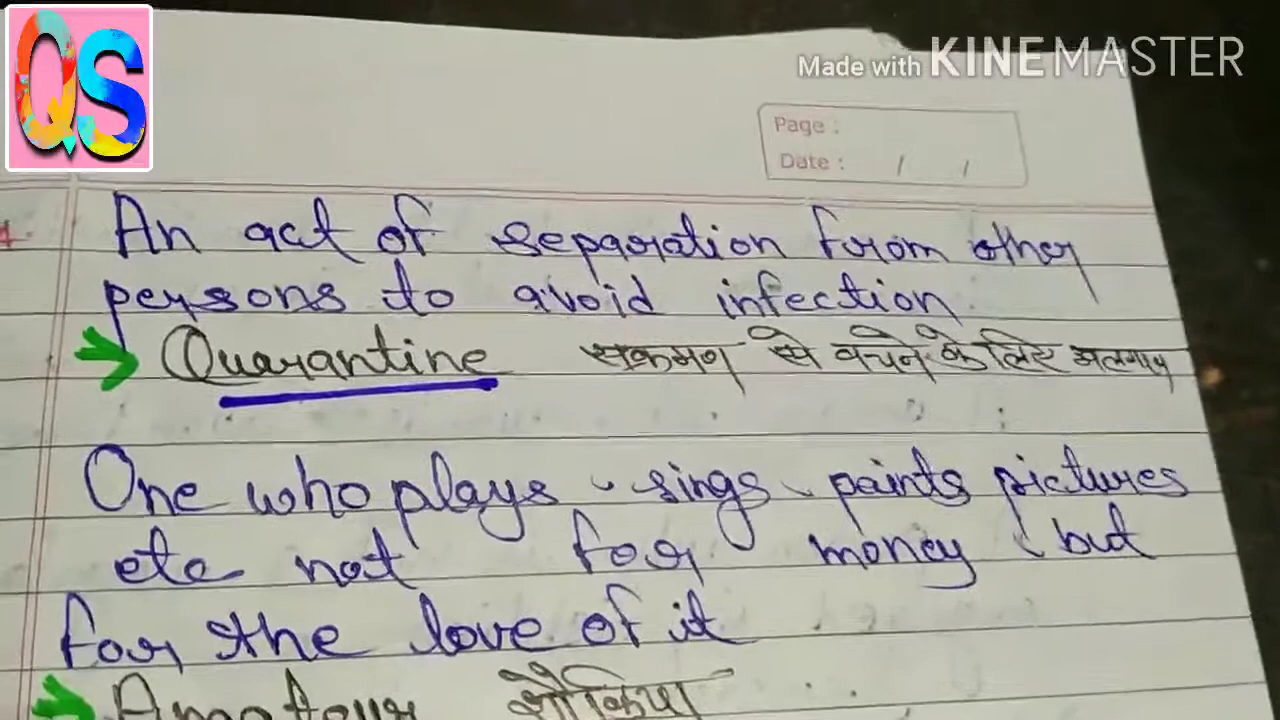 QS
Made with KINEMASTER
Page :
Date : / /
An act of separation from other
persons to avoid infection.
Quarantine सक्रमण से बचने के लिए अलगाव
One who plays, sings, paints pictures
etc not for money, but
for the love of it
Amateur शौकिया